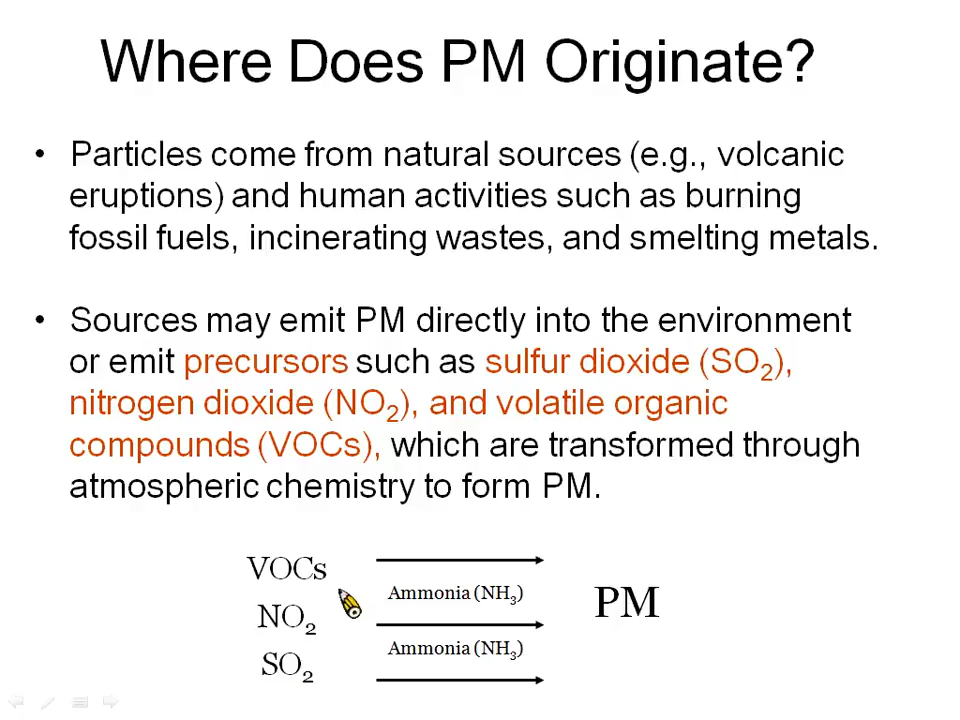 Where Does PM Originate?
• Particles come from natural sources (e.g., volcanic
eruptions) and human activities such as burning
fossil fuels, incinerating wastes, and smelting metals.
• Sources may emit PM directly into the environment
or emit precursors such as sulfur dioxide (SO₂),
nitrogen dioxide (NO₂), and volatile organic
compounds (VOCs), which are transformed through
atmospheric chemistry to form PM.
VOCs
Ammonia (NH₃)
NO₂
PM
Ammonia (NH₃)
SO₂